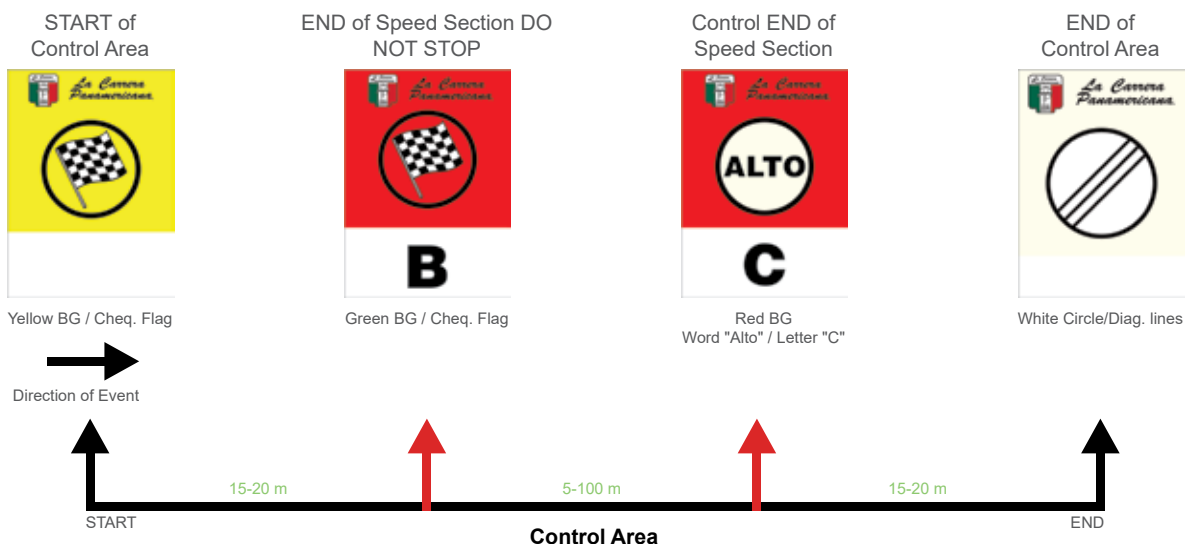 START of
Control Area
END of Speed Section DO
NOT STOP
Control END of
Speed Section
END of
Control Area
La Carrera
Panamericana
La Carrera
Panamericana
La Carrera
Panamericana
La Carrera
Panamericana
ALTO
B
C
Yellow BG / Cheq. Flag
Green BG / Cheq. Flag
Red BG
Word "Alto" / Letter "C"
White Circle/Diag. lines
Direction of Event
15-20 m
5-100 m
15-20 m
START
END
Control Area